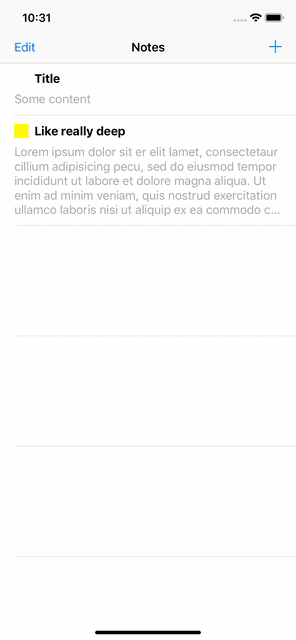 10:31
Edit
Notes
Title
Some content
Like really deep
Lorem ipsum dolor sit er elit lamet, consectetaur
cillium adipisicing pecu, sed do eiusmod tempor
incididunt ut labore et dolore magna aliqua. Ut
enim ad minim veniam, quis nostrud exercitation
ullamco laboris nisi ut aliquip ex ea commodo c...